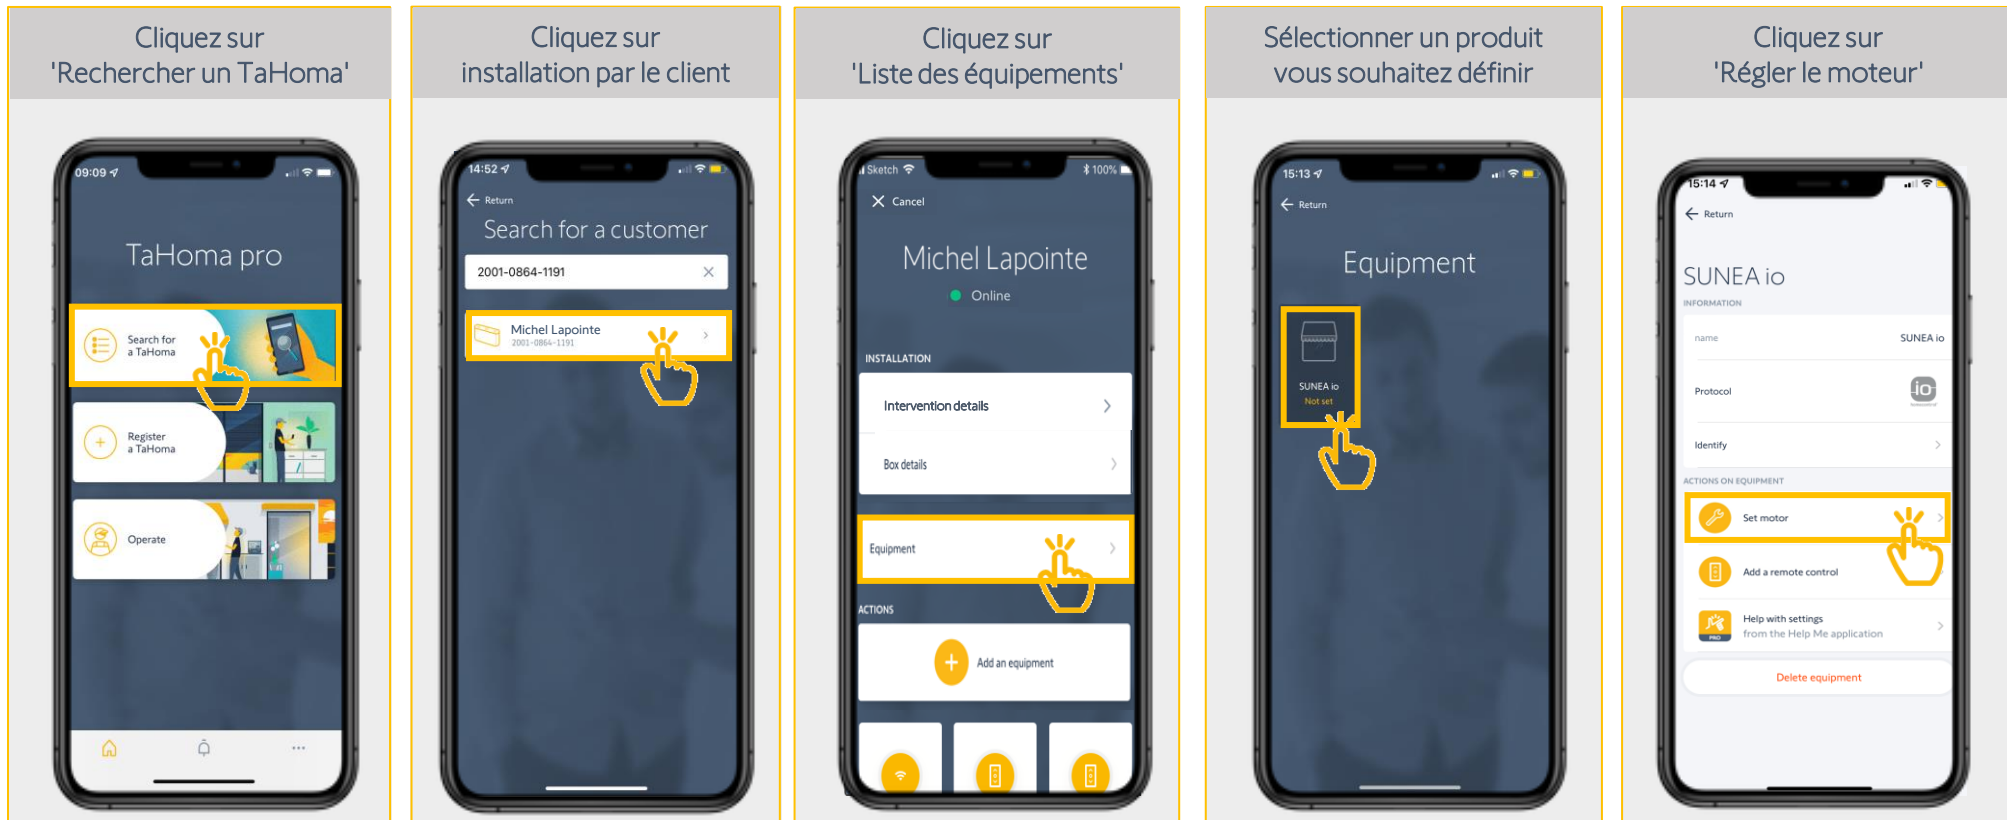 Cliquez sur
'Rechercher un TaHoma'
09:09
TaHoma pro
Search for
a TaHoma
Register
a TaHoma
Operate
Cliquez sur
installation par le client
14:52
Return
Search for a customer
2001-0864-1191
Michel Lapointe
2001-0864-1191
Cliquez sur
'Liste des équipements'
Sketch
100%
Cancel
Michel Lapointe
Online
INSTALLATION
Intervention details
Box details
Equipment
ACTIONS
Add an equipment
Sélectionner un produit
vous souhaitez définir
15:13
Return
Equipment
SUNEA io
Not set
Cliquez sur
'Régler le moteur'
15:14
Return
SUNEA io
INFORMATION
name SUNEA io
Protocol
io
Identify
ACTIONS ON EQUIPMENT
Set motor
Add a remote control
PRO
Help with settings
from the Help Me application
Delete equipment